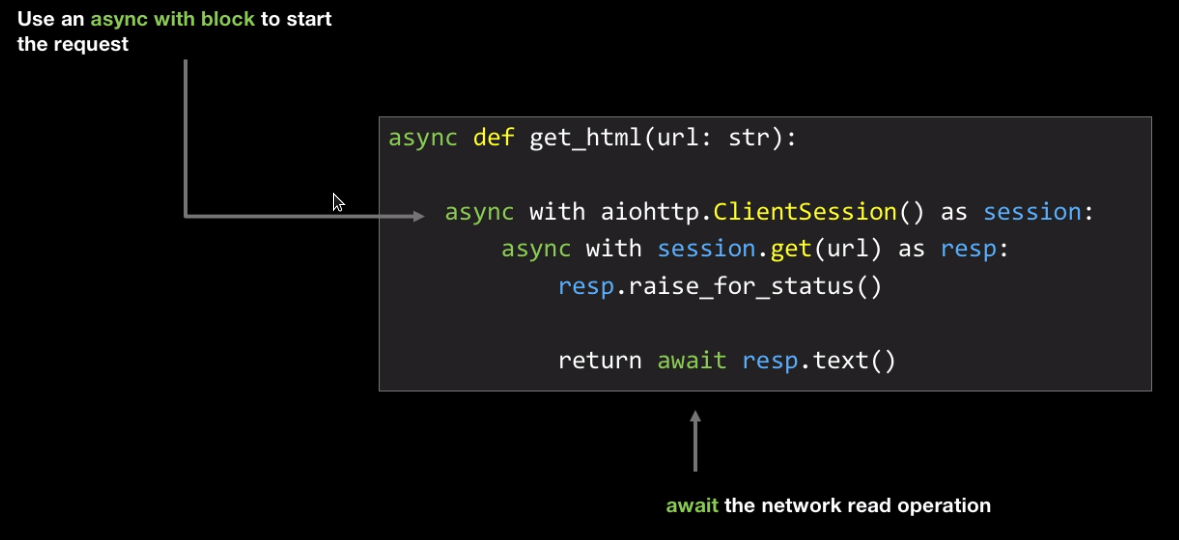 Use an async with block to start
the request
async def get_html(url: str):
async with aiohttp.ClientSession() as session:
async with session.get(url) as resp:
resp.raise_for_status()
return await resp.text()
await the network read operation